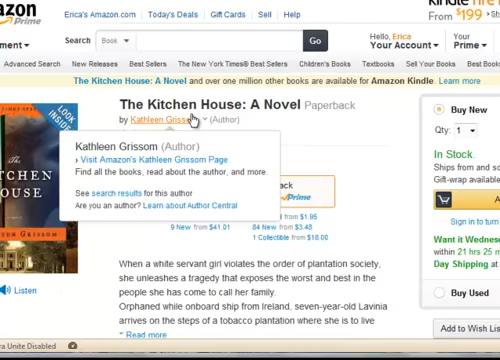 Prime
Erica's Amazon.com Today's Deals Gift Cards Sell Help
From $199
Search Book Go
Hello, Erica
Your Account
Your
Prime
Advanced Search New Releases Best Sellers The New York Times® Best Sellers Children's Books Textbooks Sell Your Books Best
The Kitchen House: A Novel and over one million other books are available for Amazon Kindle. Learn more
LOOK
INSIDE
The Kitchen House: A Novel Paperback
by Kathleen Grissom (Author)
Kathleen Grissom (Author)
› Visit Amazon's Kathleen Grissom Page
Find all the books, read about the author, and more.
See search results for this author
Are you an author? Learn about Author Central
Prime
from $1.95
9 New from $41.01 84 New from $3.48
1 Collectible from $18.00
When a white servant girl violates the order of plantation society,
she unleashes a tragedy that exposes the worst and best in the
people she has come to call her family.
Orphaned while onboard ship from Ireland, seven-year-old Lavinia
arrives on the steps of a tobacco plantation where she is to live
Read more
Listen
Buy New
Qty: 1
In Stock.
Ships from and so
Gift-wrap available
Sign in to turn
Want it Wednes
within 21 hrs 25 m
Day Shipping at
Buy Used
Add to Wish Lis
Unite Disabled